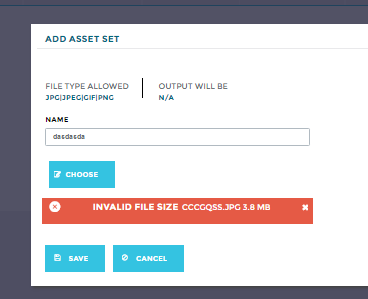 ADD ASSET SET
FILE TYPE ALLOWED
JPG|JPEG|GIF|PNG
OUTPUT WILL BE
N/A
NAME
dasdasda
CHOOSE
INVALID FILE SIZE CCCGQSS.JPG 3.8 MB
SAVE
CANCEL